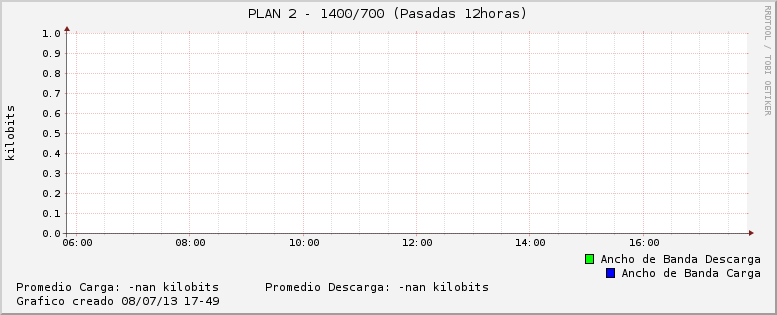 PLAN 2 - 1400/700 (Pasadas 12horas)
RRDTOOL / TOBI OETIKER
kilobits
1.0
0.9
0.8
0.7
0.6
0.5
0.4
0.3
0.2
0.1
0.0
06:00 08:00 10:00 12:00 14:00 16:00
Ancho de Banda Descarga
Ancho de Banda Carga
Promedio Carga: -nan kilobits Promedio Descarga: -nan kilobits
Grafico creado 08/07/13 17-49